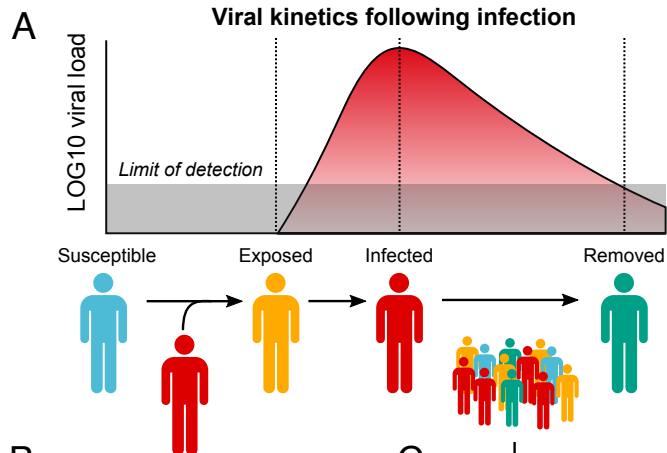 A
Viral kinetics following infection
LOG10 viral load
Limit of detection
Susceptible
Exposed
Infected
Removed